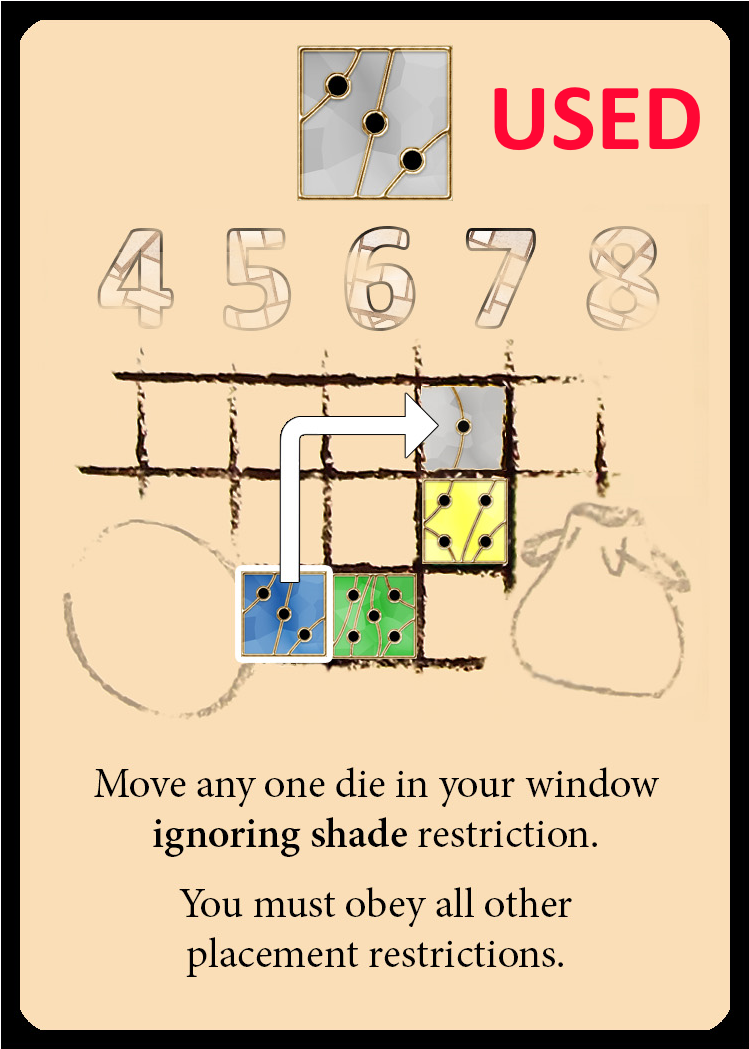 USED
4 5 6 7 8
Move any one die in your window
ignoring shade restriction.
You must obey all other
placement restrictions.